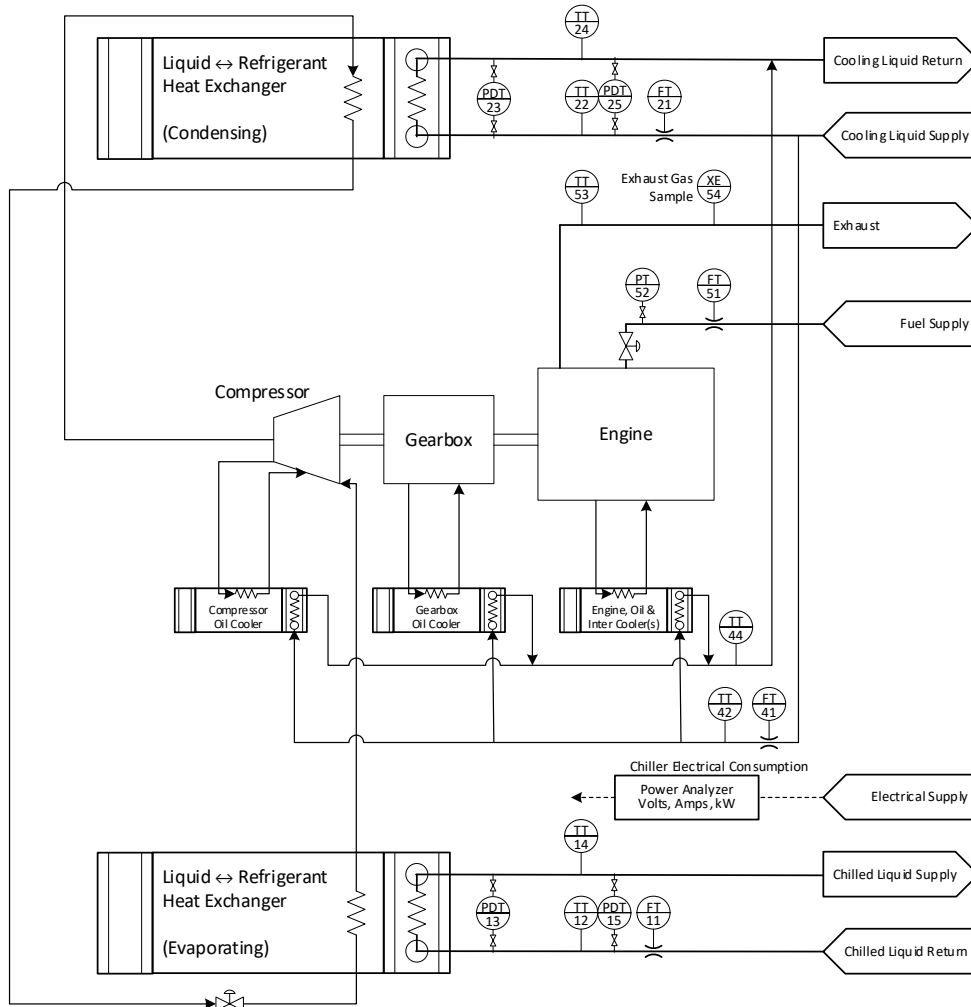 TT
24
Liquid ↔ Refrigerant
Heat Exchanger
(Condensing)
Cooling Liquid Return
PDT
23
TT
22
PDT
25
FT
21
Cooling Liquid Supply
TT
53
Exhaust Gas
Sample
XE
54
Exhaust
PT
52
FT
51
Fuel Supply
Compressor
Gearbox
Engine
Compressor
Oil Cooler
Gearbox
Oil Cooler
Engine, Oil &
Inter Cooler(s)
TT
44
TT
42
FT
41
Chiller Electrical Consumption
Power Analyzer
Volts, Amps, kW
Electrical Supply
TT
14
Liquid ↔ Refrigerant
Heat Exchanger
(Evaporating)
Chilled Liquid Supply
PDT
13
TT
12
PDT
15
FT
11
Chilled Liquid Return